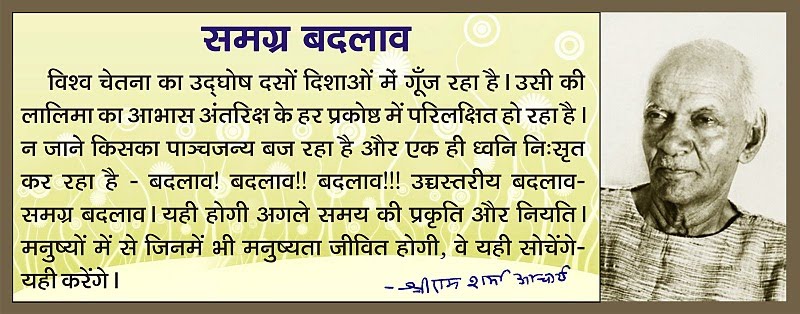 समग्र बदलाव
विश्व चेतना का उद्घोष दसों दिशाओं में गूँज रहा है। उसी की
लालिमा का आभास अंतरिक्ष के हर प्रकोष्ठ में परिलक्षित हो रहा है।
न जाने किसका पाञ्चजन्य बज रहा है और एक ही ध्वनि नि:सृत
कर रहा है - बदलाव! बदलाव!! बदलाव!!! उच्चस्तरीय बदलाव-
समग्र बदलाव। यही होगी अगले समय की प्रकृति और नियति।
मनुष्यों में से जिनमें भी मनुष्यता जीवित होगी, वे यही सोचेंगे-
यही करेंगे।
-श्रीराम शर्मा आचार्य